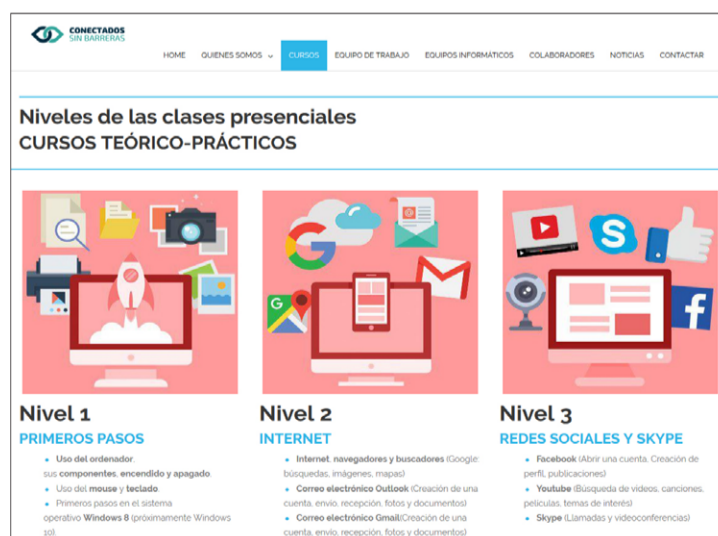 CONECTADOS
SIN BARRERAS
HOME QUIENES SOMOS CURSOS EQUIPO DE TRABAJO EQUIPOS INFORMÁTICOS COLABORADORES NOTICIAS CONTACTAR
Niveles de las clases presenciales
CURSOS TEÓRICO-PRÁCTICOS
Nivel 1
PRIMEROS PASOS
Uso del ordenador,
sus componentes, encendido y apagado.
Uso del mouse y teclado.
Primeros pasos en el sistema
operativo Windows 8 (próximamente Windows
10).
Nivel 2
INTERNET
Internet, navegadores y buscadores (Google:
búsquedas, imágenes, mapas)
Correo electrónico Outlook (Creación de una
cuenta, envío, recepción, fotos y documentos)
Correo electrónico Gmail(Creación de una
cuenta, envío, recepción, fotos y documentos)
Nivel 3
REDES SOCIALES Y SKYPE
Facebook (Abrir una cuenta. Creación de
perfil, publicaciones)
Youtube (Búsqueda de videos, canciones,
películas, temas de interés)
Skype (Llamadas y videoconferencias)